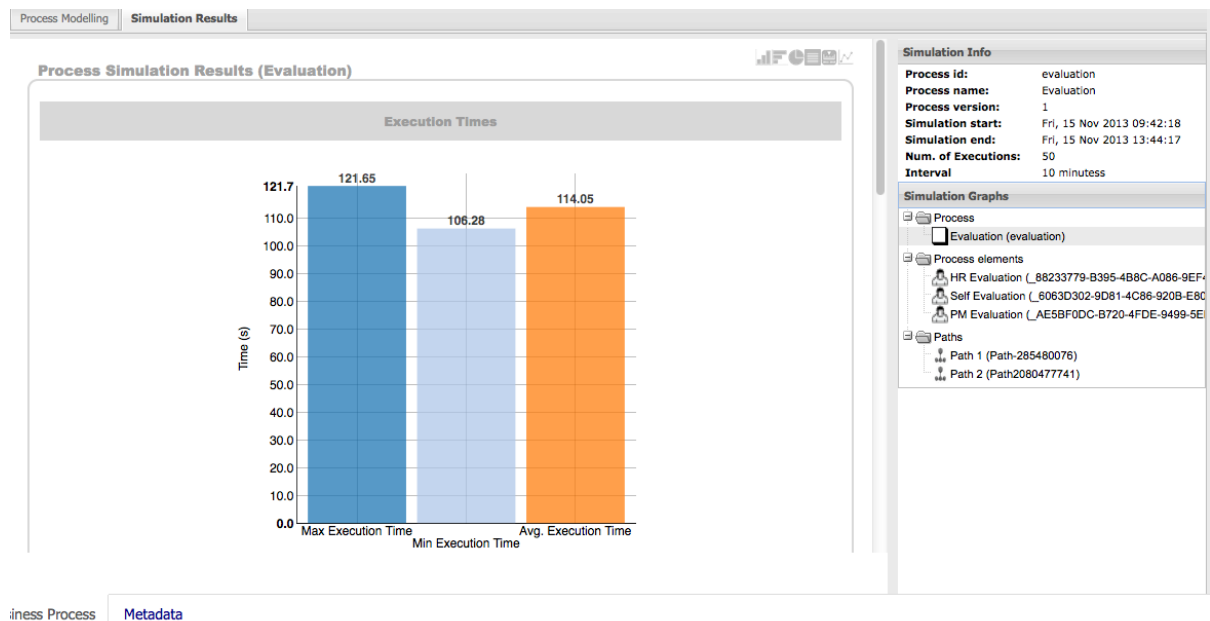 Process Modelling
Simulation Results
Process Simulation Results (Evaluation)
Execution Times
121.7
110.0
100.0
90.0
80.0
70.0
60.0
50.0
40.0
30.0
20.0
10.0
0.0
Time (s)
121.65
106.28
114.05
Max Execution Time
Min Execution Time
Avg. Execution Time
Simulation Info
Process id: evaluation
Process name: Evaluation
Process version: 1
Simulation start: Fri, 15 Nov 2013 09:42:18
Simulation end: Fri, 15 Nov 2013 13:44:17
Num. of Executions: 50
Interval 10 minutess
Simulation Graphs
Process
Evaluation (evaluation)
Process elements
HR Evaluation (_88233779-B395-4B8C-A086-9EF4
Self Evaluation (_6063D302-9D81-4C86-920B-E80
PM Evaluation (_AE5BF0DC-B720-4FDE-9499-5E
Paths
Path 1 (Path-285480076)
Path 2 (Path2080477741)
iness Process
Metadata